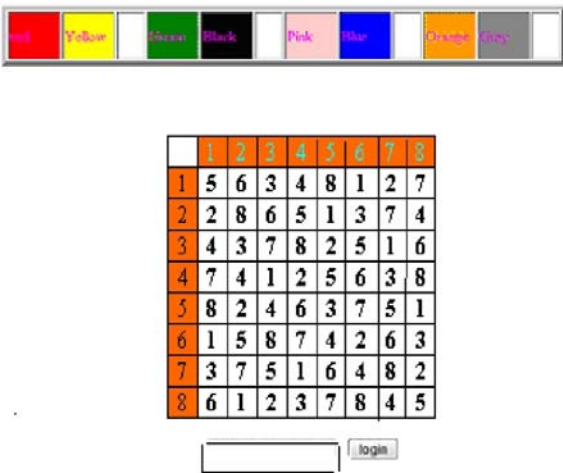 red Yellow Green Black Pink Blue Orange Gray
1 2 3 4 5 6 7 8
1 5 6 3 4 8 1 2 7
2 2 8 6 5 1 3 7 4
3 4 3 7 8 2 5 1 6
4 7 4 1 2 5 6 3 8
5 8 2 4 6 3 7 5 1
6 1 5 8 7 4 2 6 3
7 3 7 5 1 6 4 8 2
8 6 1 2 3 7 8 4 5
login